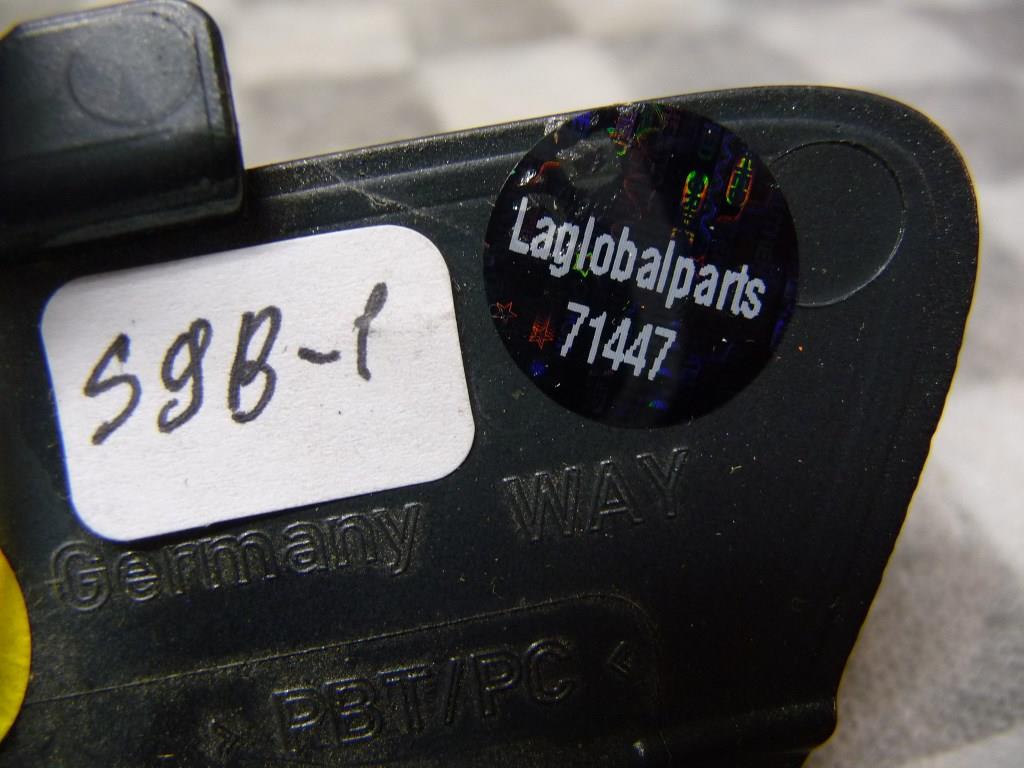 Laglobalparts
71447
S9B-1
Germany WAY
>PBT/PC<